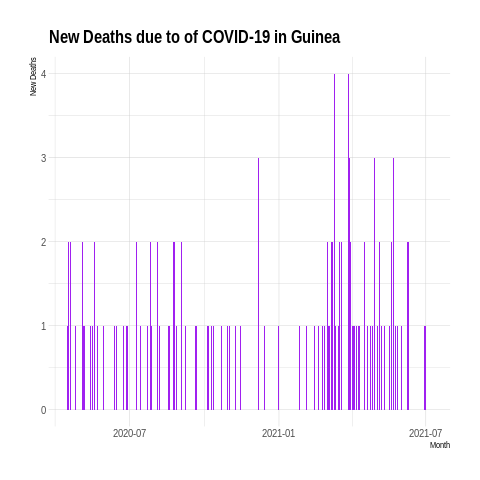 New Deaths due to of COVID-19 in Guinea
New Deaths
4
3
2
1
0
2020-07
2021-01
2021-07
Month